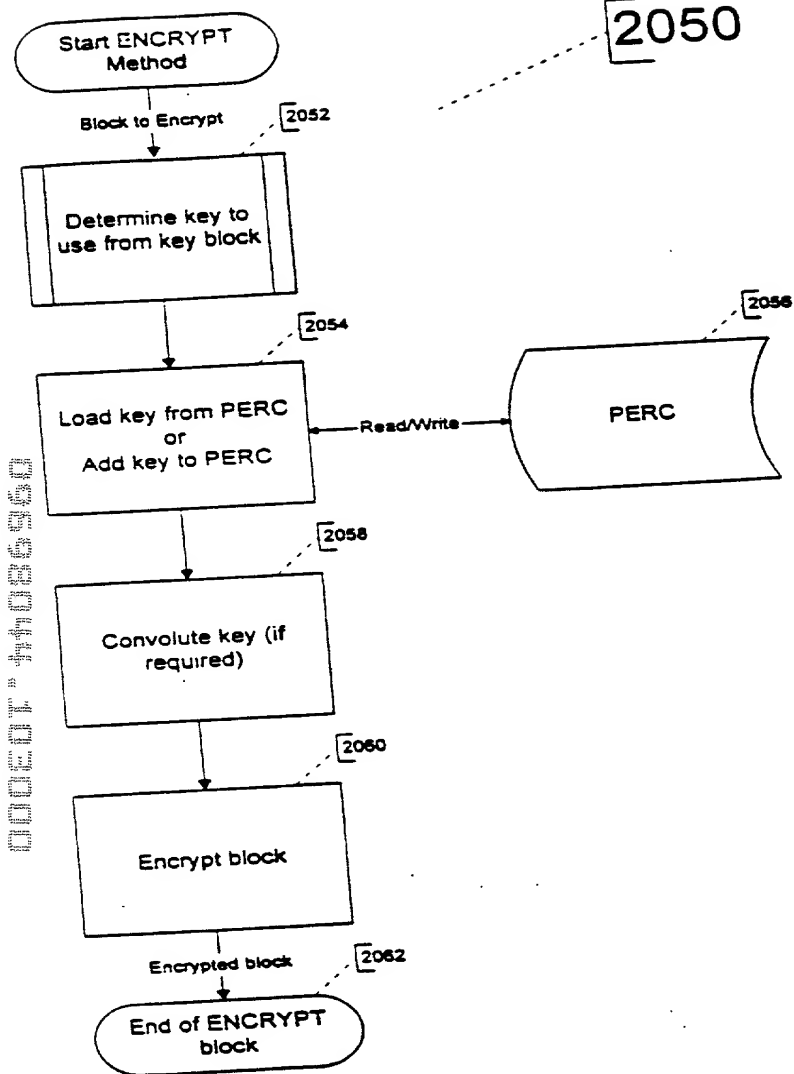 2050
Start ENCRYPT
Method
Block to Encrypt
2052
Determine key to
use from key block
2054
Load key from PERC
or
Add key to PERC
Read/Write
2056
PERC
2058
Convolute key (if
required)
2060
Encrypt block
Encrypted block
2062
End of ENCRYPT
block